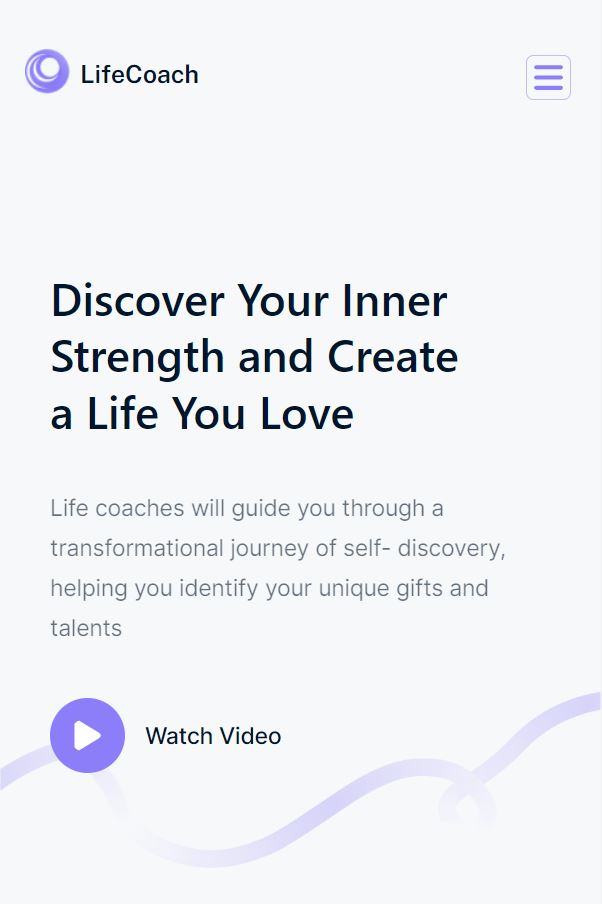 LifeCoach
Discover Your Inner
Strength and Create
a Life You Love
Life coaches will guide you through a
transformational journey of self- discovery,
helping you identify your unique gifts and
talents
Watch Video